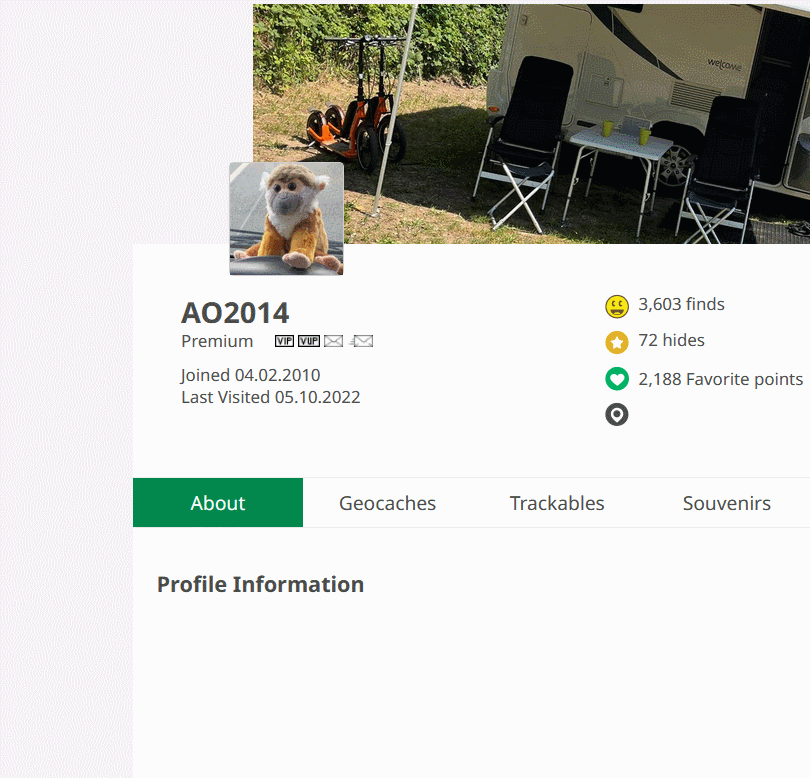 welcome
AO2014
3,603 finds
Premium VIP VUP
72 hides
Joined 04.02.2010
2,188 Favorite points
Last Visited 05.10.2022
About Geocaches Trackables Souvenirs
Profile Information